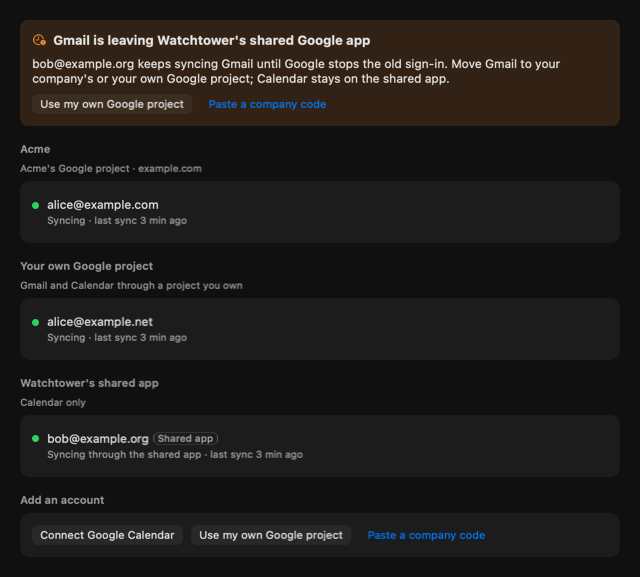 Gmail is leaving Watchtower's shared Google app
bob@example.org keeps syncing Gmail until Google stops the old sign-in. Move Gmail to your
company's or your own Google project; Calendar stays on the shared app.
Use my own Google project Paste a company code
Acme
Acme's Google project · example.com
alice@example.com
Syncing · last sync 3 min ago
Your own Google project
Gmail and Calendar through a project you own
alice@example.net
Syncing · last sync 3 min ago
Watchtower's shared app
Calendar only
bob@example.org Shared app
Syncing through the shared app · last sync 3 min ago
Add an account
Connect Google Calendar Use my own Google project Paste a company code